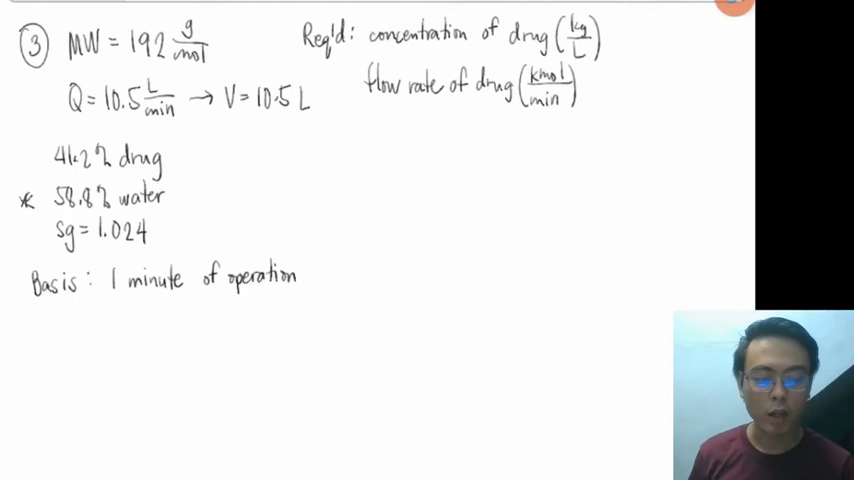 ③ MW = 192 g/mol
Req'd: concentration of drug (kg/L)
flow rate of drug (kmol/min)
Q = 10.5 L/min → V = 10.5 L
41.2% drug
* 58.8% water
sg = 1.024
Basis: 1 minute of operation